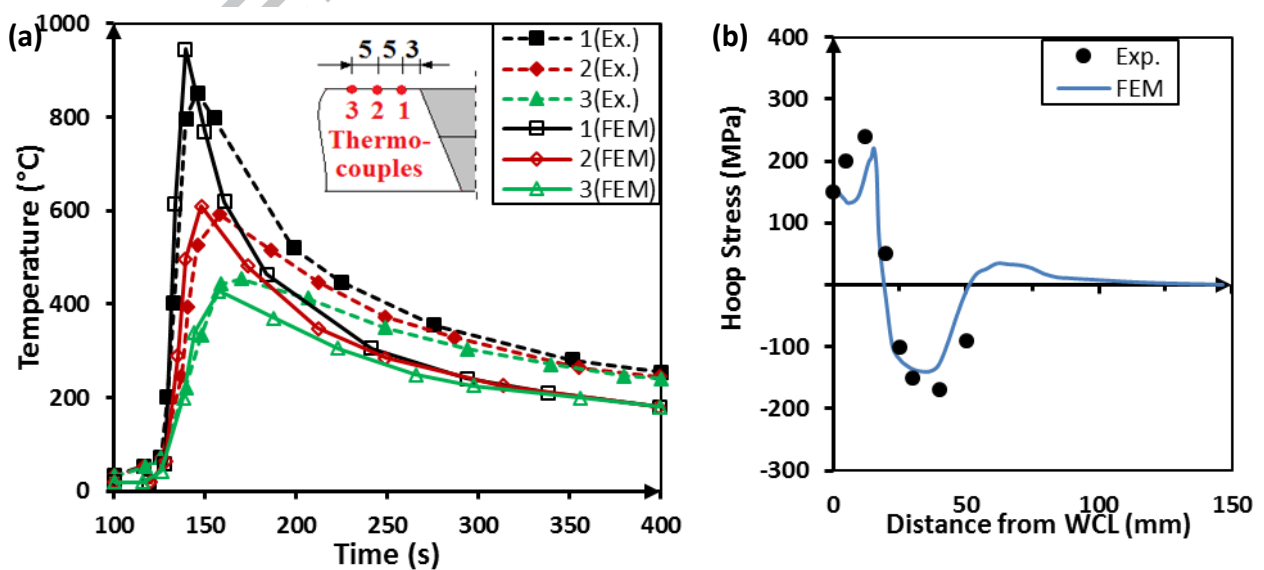 (a)
1000
800
600
400
200
0
100 150 200 250 300 350 400
Temperature (°C)
Time (s)
5 5 3
3 2 1
Thermo-
couples
1(Ex.)
2(Ex.)
3(Ex.)
1(FEM)
2(FEM)
3(FEM)
(b)
400
300
200
100
0
-100
-200
-300
0 50 100 150
Hoop Stress (MPa)
Distance from WCL (mm)
Exp.
FEM